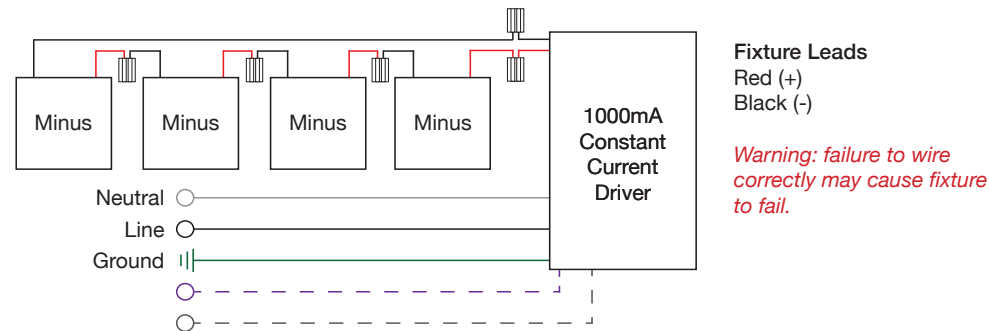 Minus
Minus
Minus
Minus
1000mA
Constant
Current
Driver
Fixture Leads
Red (+)
Black (-)
Warning: failure to wire
correctly may cause fixture
to fail.
Neutral
Line
Ground